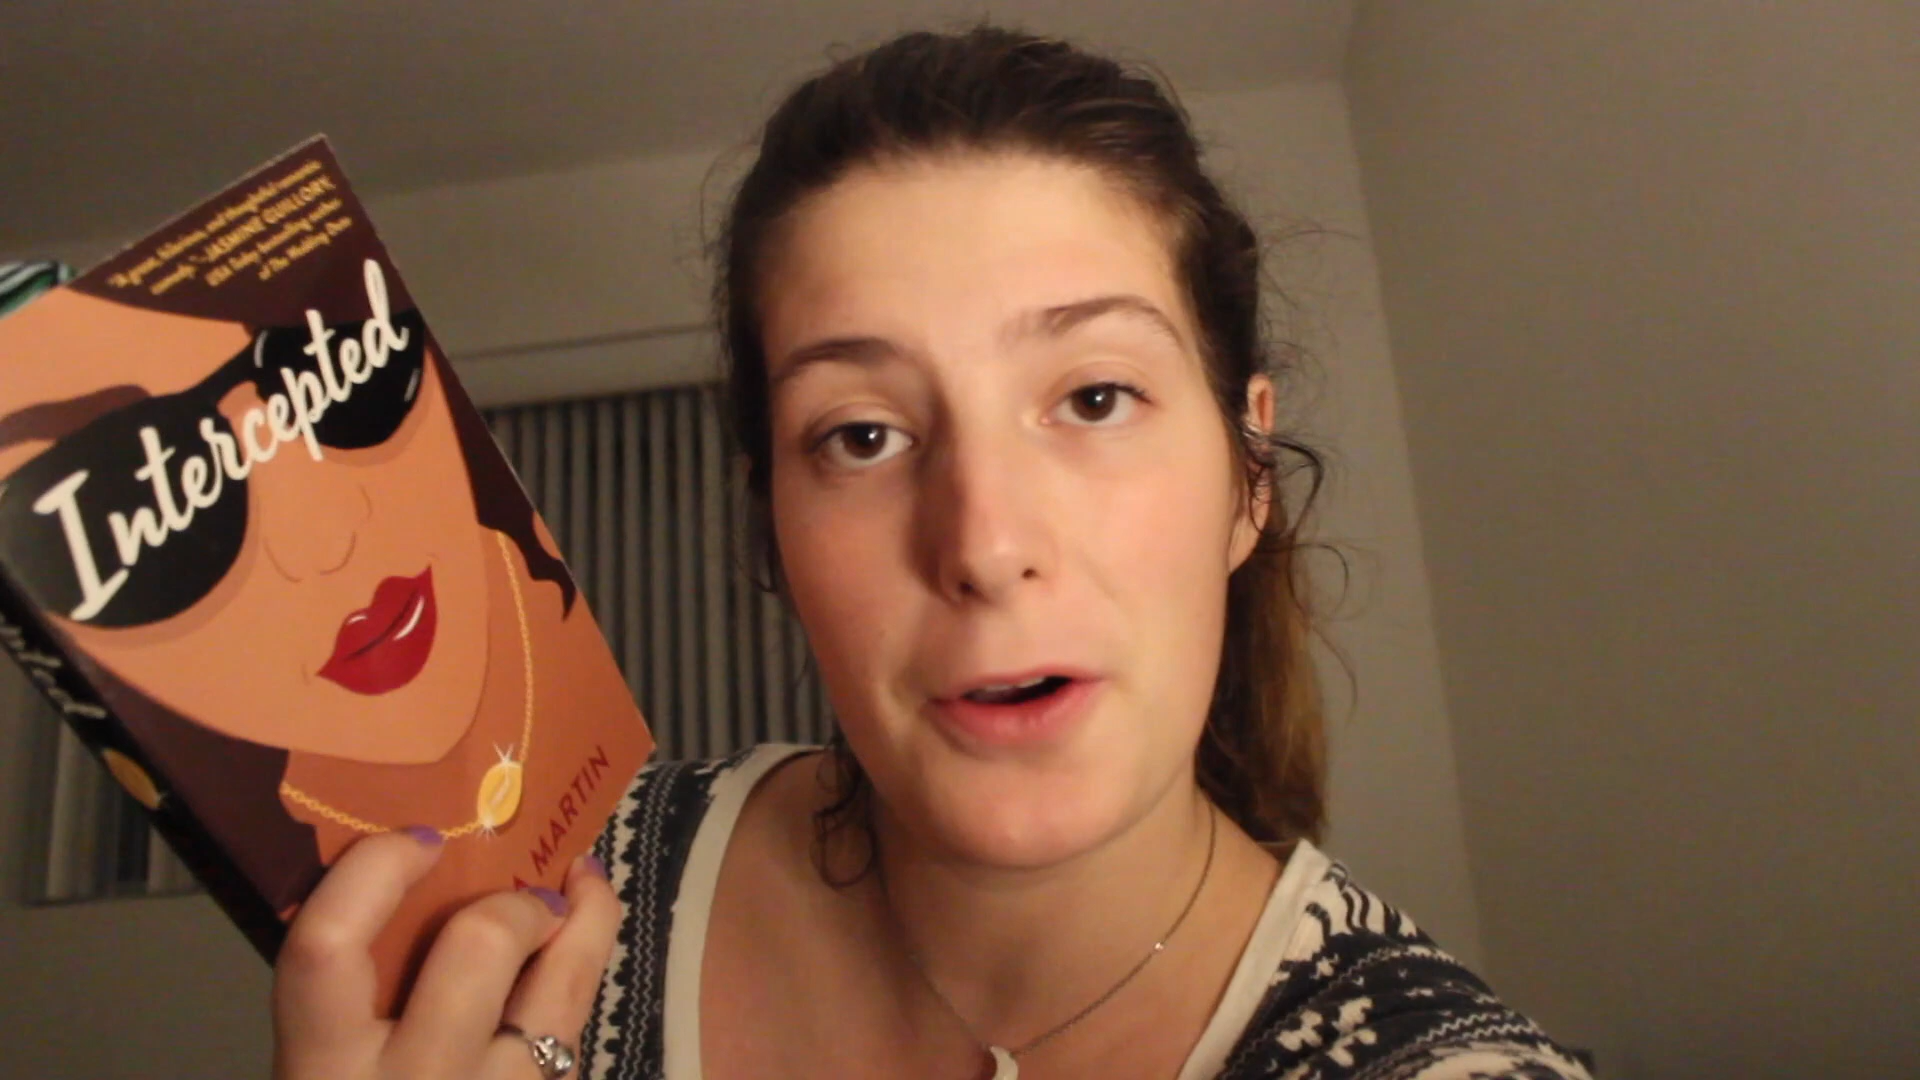 "A great, hilarious, and thoughtful romantic
comedy."—JASMINE GUILLORY,
USA Today bestselling author
of The Wedding Date
Intercepted
A MARTIN